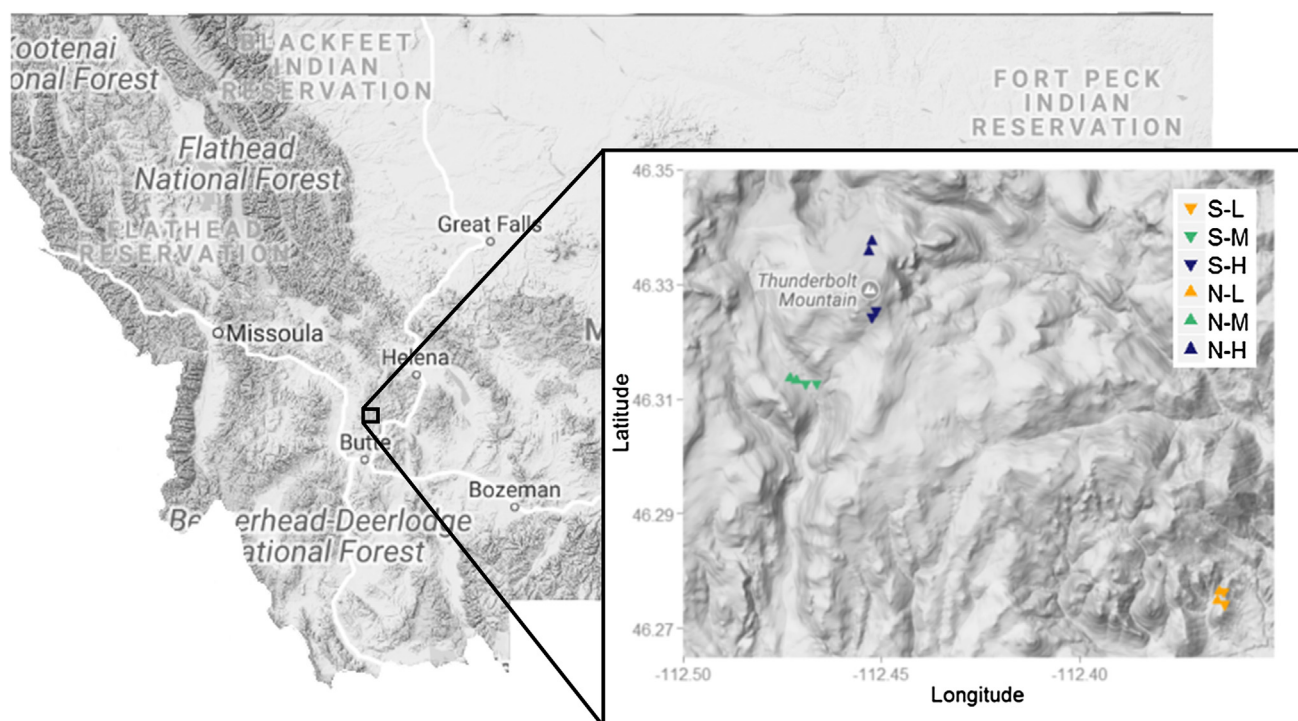 Kootenai
onal Forest
BLACKFEET
INDIAN
RESERVATION
FORT PECK
INDIAN
RESERVATION
Flathead
National Forest
FLATHEAD
RESERVATION
Great Falls
Missoula
Helena
M
Butte
Bozeman
Be erhead-Deerlodge
ational Forest
46.35
46.33
46.31
46.29
46.27
Latitude
Thunderbolt
Mountain
S-L
S-M
S-H
N-L
N-M
N-H
-112.50
-112.45
-112.40
Longitude